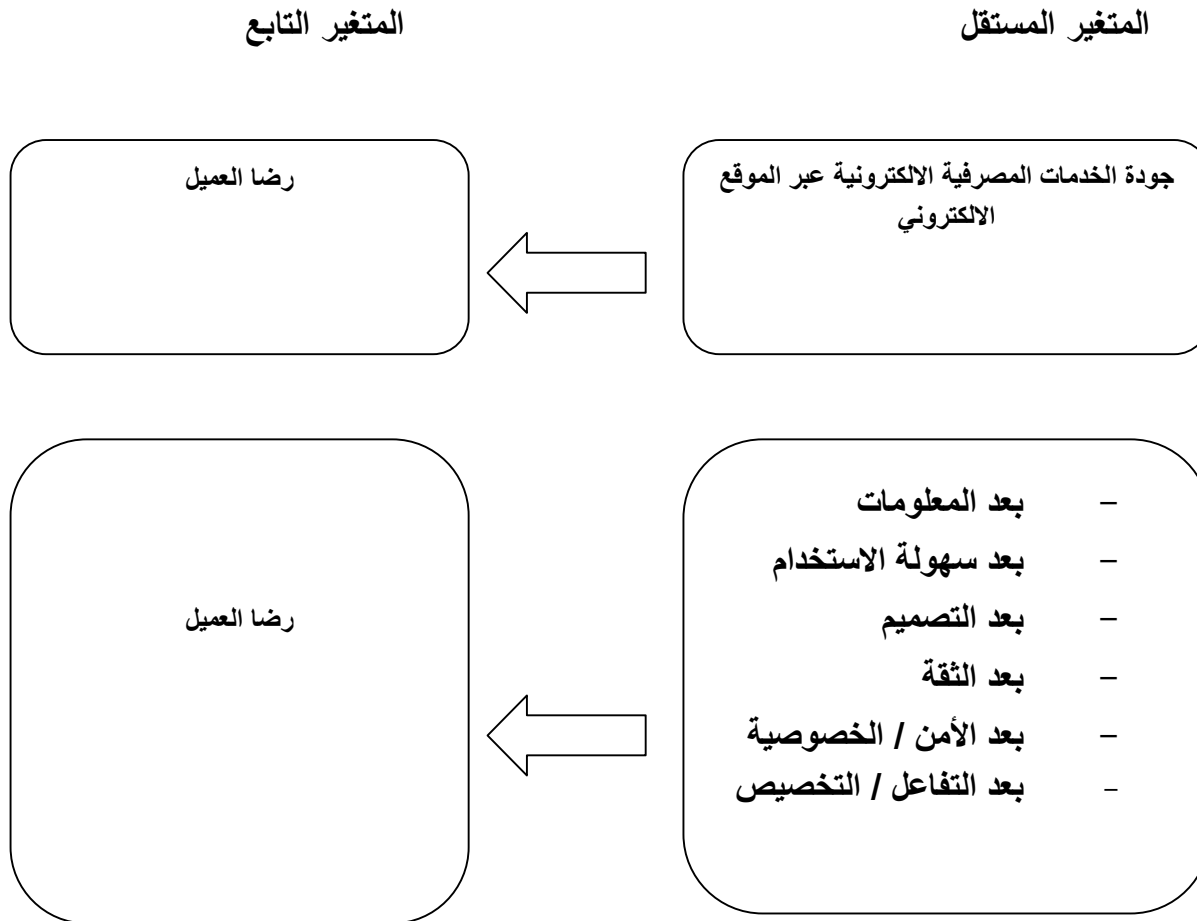 المتغير المستقل
المتغير التابع
جودة الخدمات المصرفية الالكترونية عبر الموقع
الالكتروني
رضا العميل
– بعد المعلومات
– بعد سهولة الاستخدام
– بعد التصميم
– بعد الثقة
– بعد الأمن / الخصوصية
- بعد التفاعل / التخصيص
رضا العميل